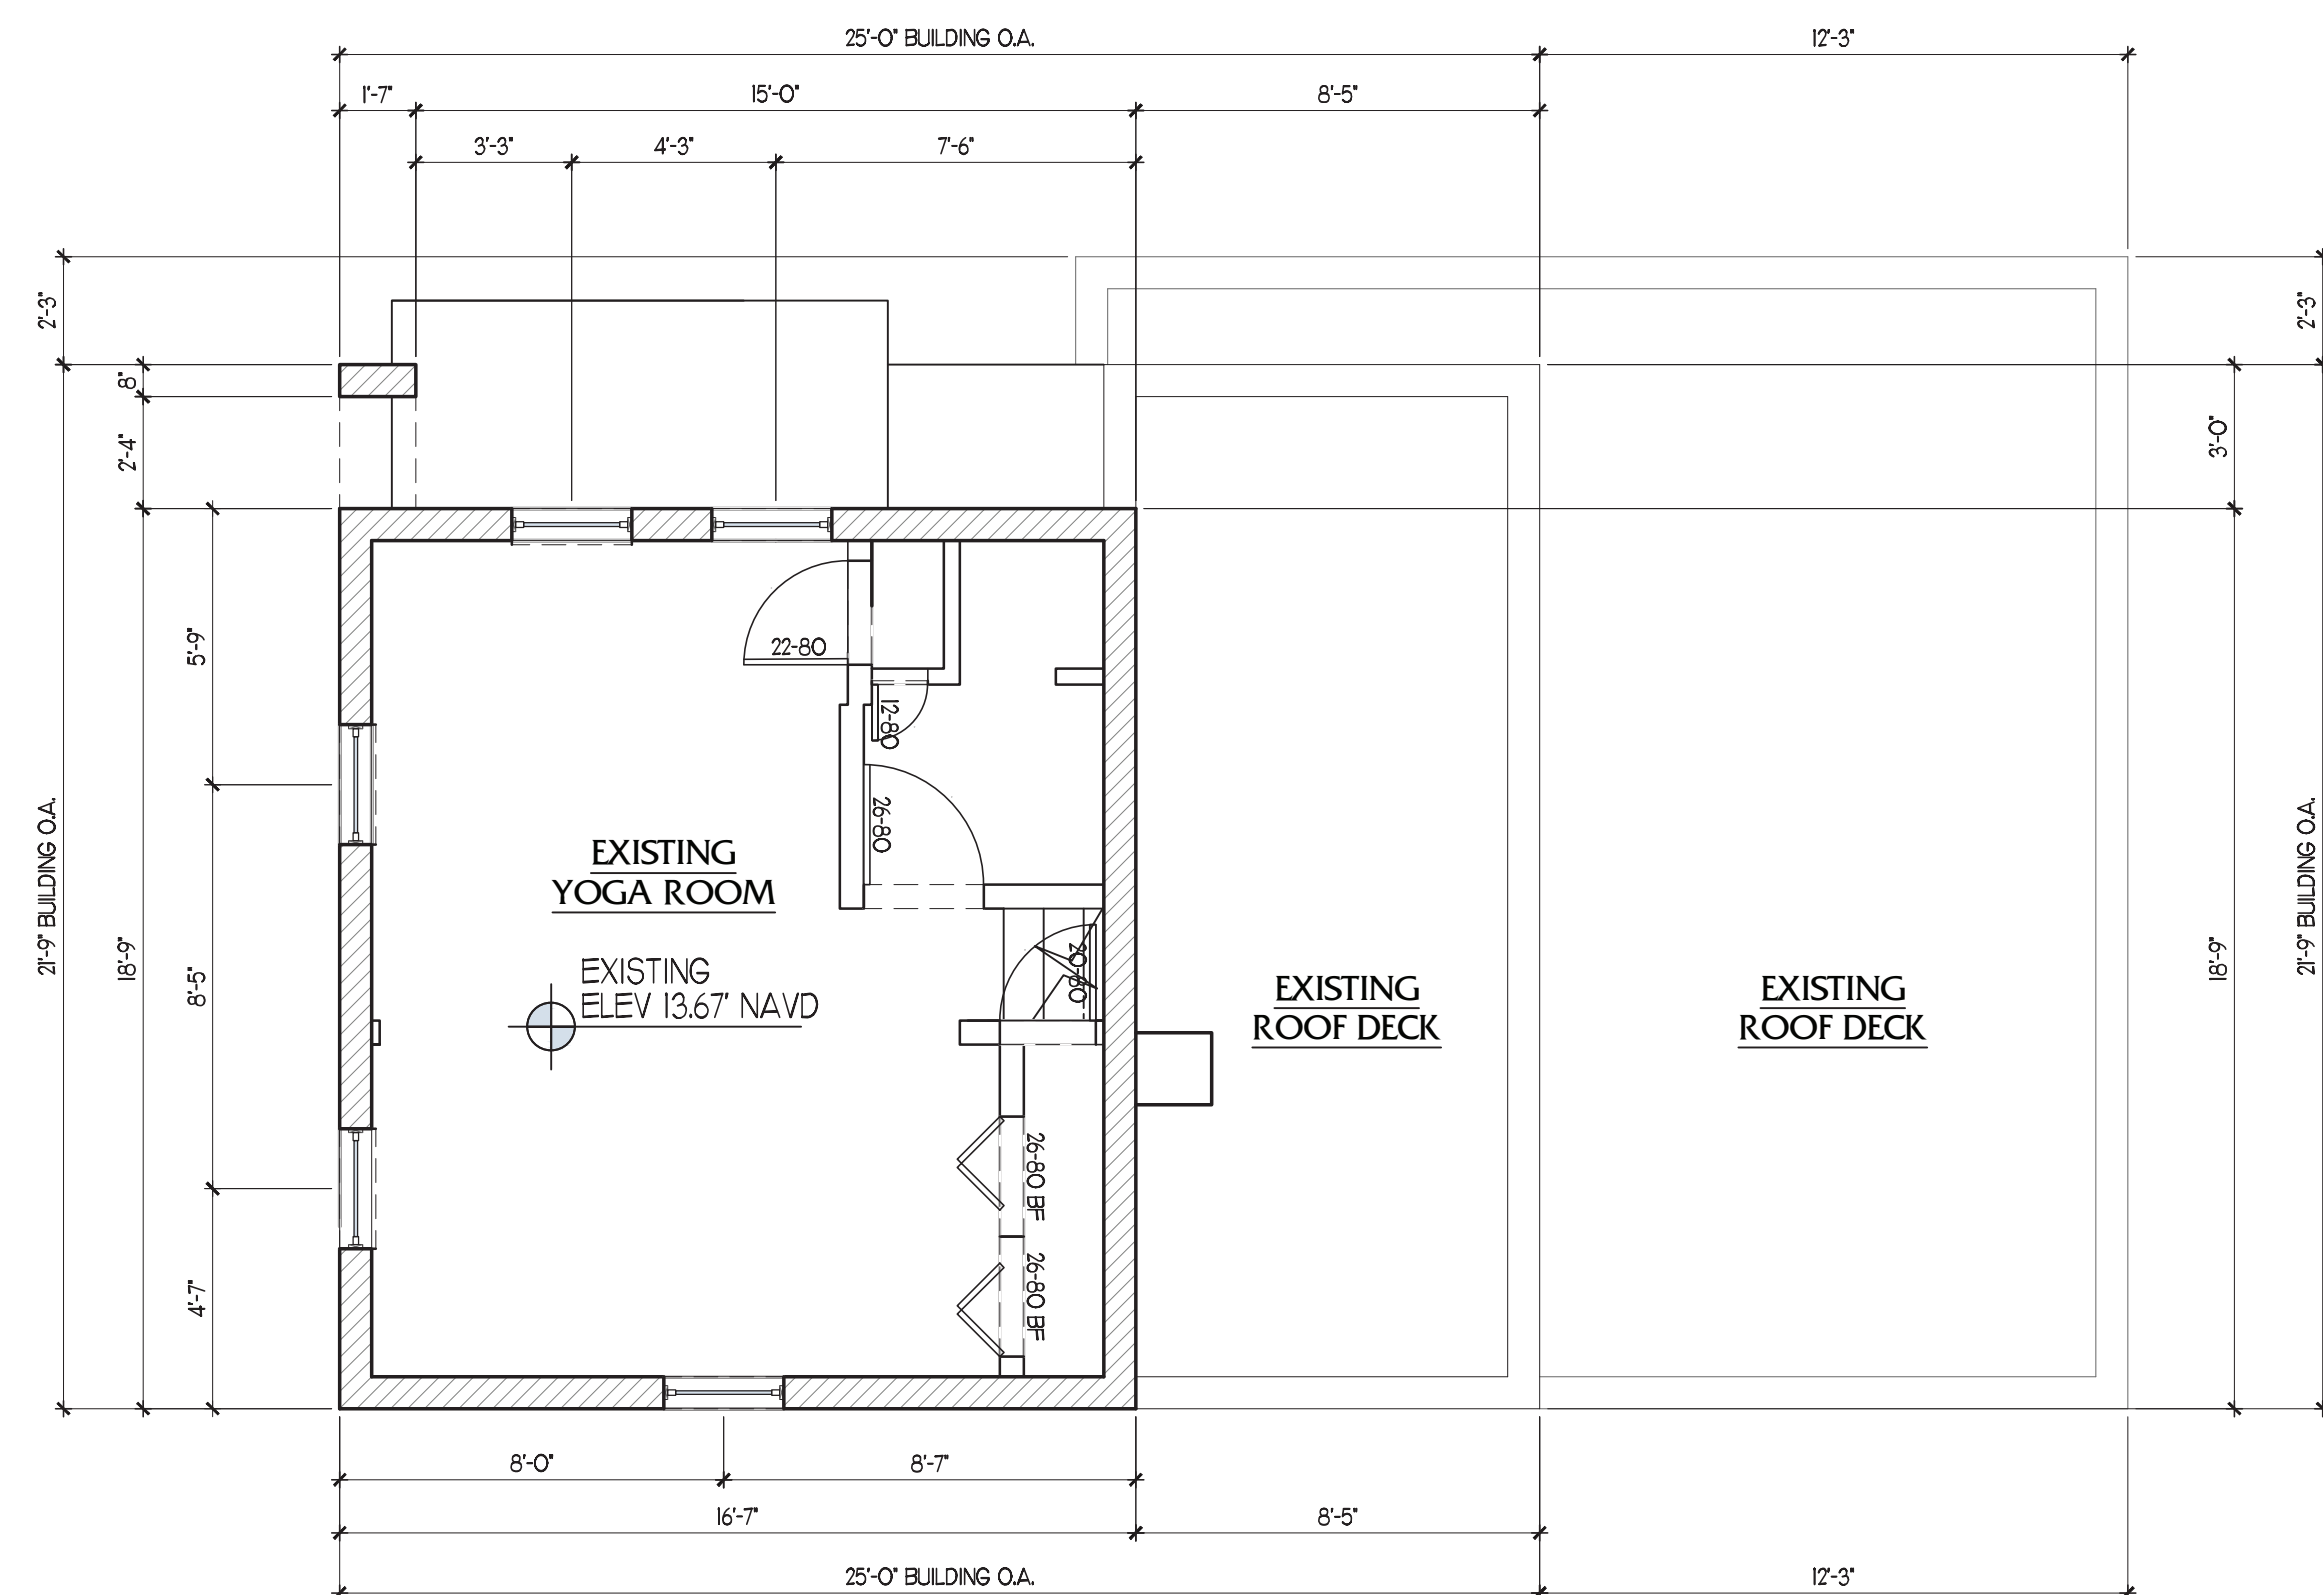 25'-0" BUILDING O.A.
12'-3"
1'-7"
15'-0"
8'-5"
3'-3"
4'-3"
7'-6"
2'-3"
2'-3"
8"
2'-4"
3'-0"
5'-9"
22-80
12-80
26-80
EXISTING
YOGA ROOM
21'-9" BUILDING O.A.
18'-9"
8'-5"
EXISTING
ELEV 13.67' NAVD
20-80
EXISTING
ROOF DECK
EXISTING
ROOF DECK
18'-9"
21'-9" BUILDING O.A.
26-80 BF
26-80 BF
4'-7"
8'-0"
8'-7"
16'-7"
8'-5"
25'-0" BUILDING O.A.
12'-3"